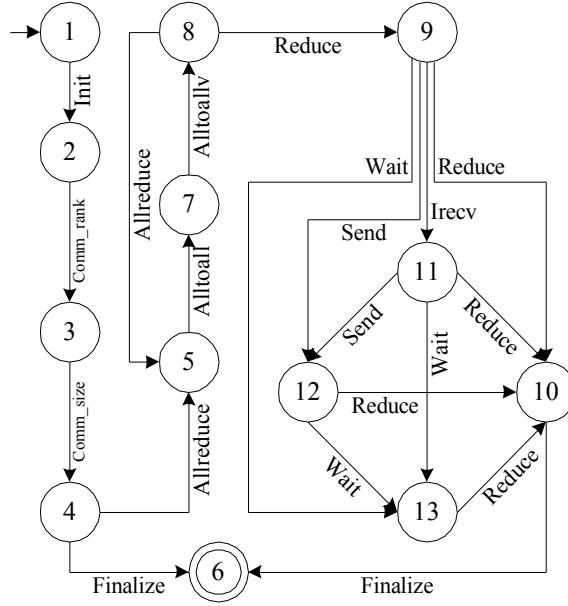 1
8
Reduce
9
Init
2
Alltoallv
Allreduce
Wait
Reduce
7
Comm_rank
Irecv
Send
Alltoall
11
3
Send
Reduce
Wait
5
12
Reduce
10
Comm_size
Allreduce
Wait
Reduce
4
13
6
Finalize
Finalize